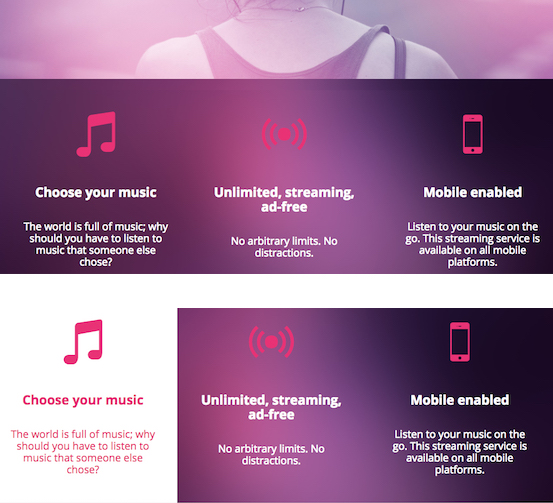 Choose your music
The world is full of music; why
should you have to listen to
music that someone else
chose?
Unlimited, streaming,
ad-free
No arbitrary limits. No
distractions.
Mobile enabled
Listen to your music on the
go. This streaming service is
available on all mobile
platforms.
Choose your music
The world is full of music; why
should you have to listen to
music that someone else
chose?
Unlimited, streaming,
ad-free
No arbitrary limits. No
distractions.
Mobile enabled
Listen to your music on the
go. This streaming service is
available on all mobile
platforms.